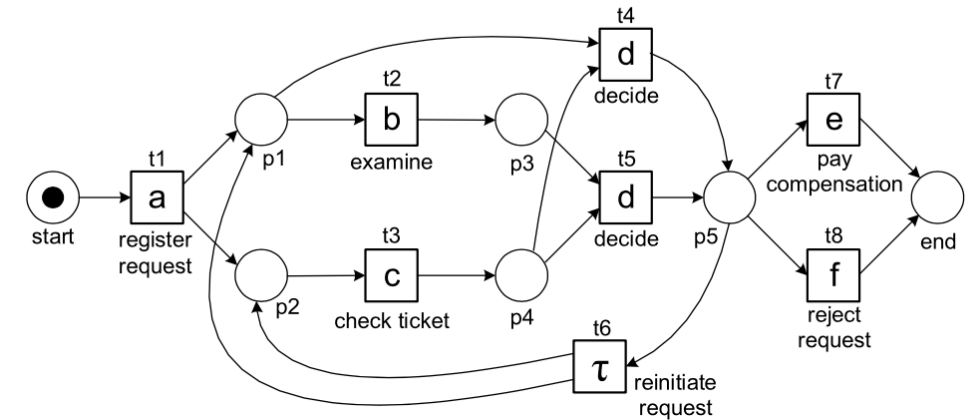 t4
d
decide
t2
b
examine
p1
p3
t7
e
pay
compensation
t1
a
register
request
start
t5
d
decide
p5
end
t3
c
check ticket
p2
p4
t8
f
reject
request
t6
τ
reinitiate
request